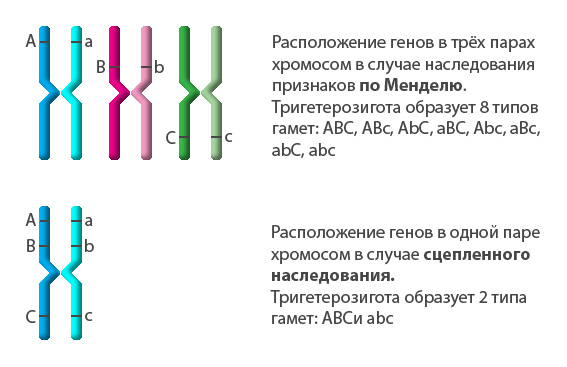 A a
B b
C c
Расположение генов в трёх парах
хромосом в случае наследования
признаков по Менделю.
Тригетерозигота образует 8 типов
гамет: ABC, ABc, AbC, aBC, Abc, aBc,
abC, abc
A a
B b
C c
Расположение генов в одной паре
хромосом в случае сцепленного
наследования.
Тригетерозигота образует 2 типа
гамет: ABCи abc